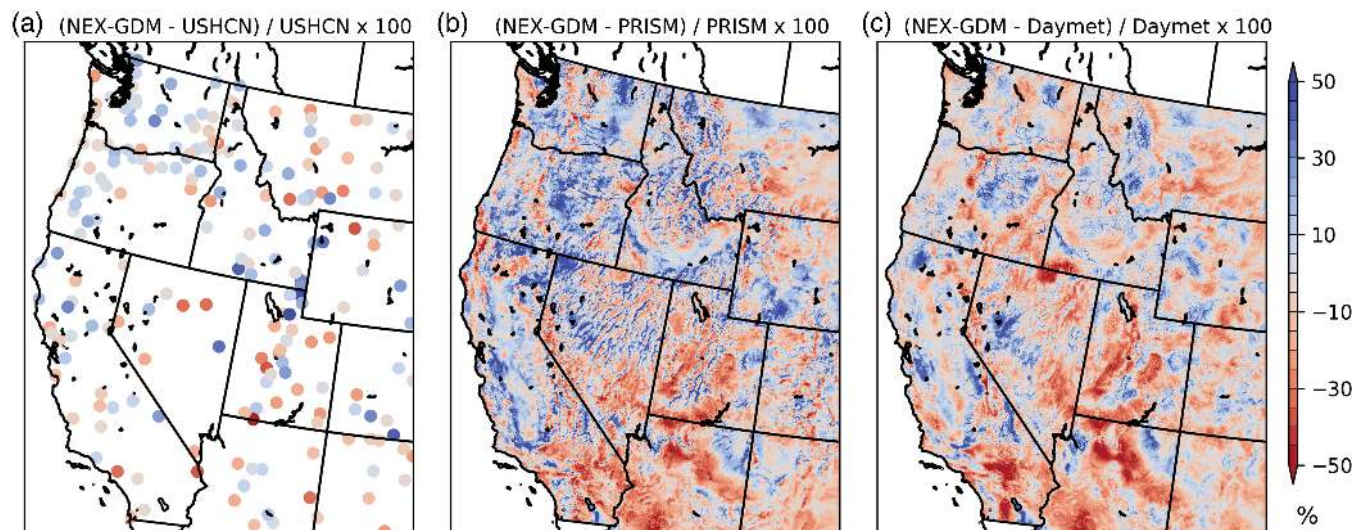 (a) (NEX-GDM - USHCN) / USHCN x 100
(b) (NEX-GDM - PRISM) / PRISM x 100
(c) (NEX-GDM - Daymet) / Daymet x 100
50
30
10
−10
−30
−50
%